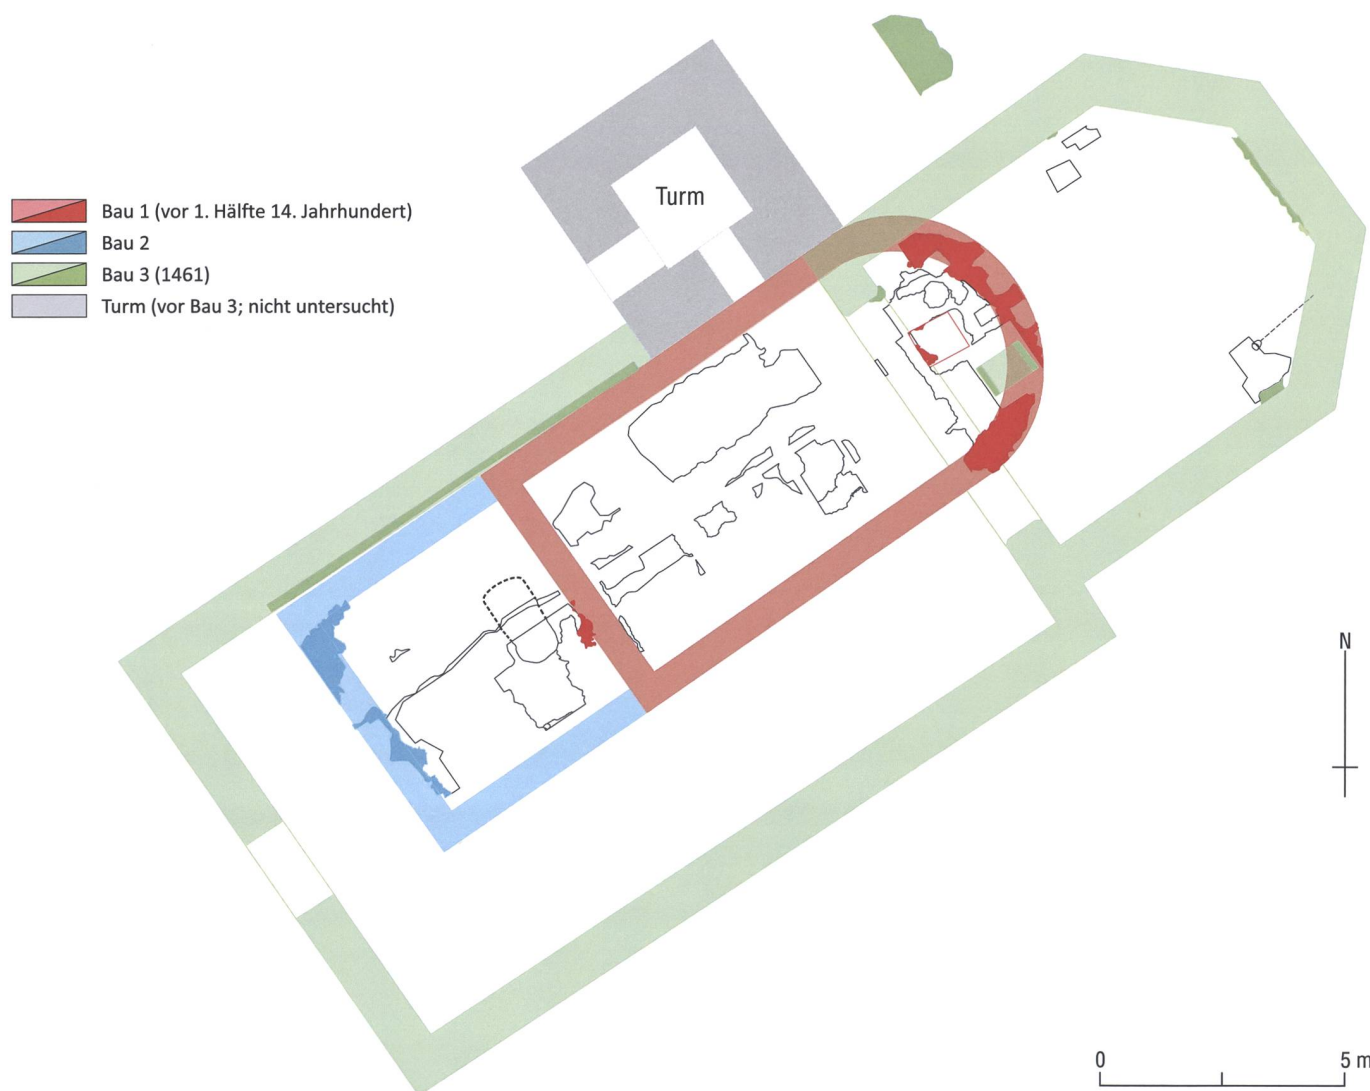 Turm
Bau 1 (vor 1. Hälfte 14. Jahrhundert)
Bau 2
Bau 3 (1461)
Turm (vor Bau 3; nicht untersucht)
N
0 5 m